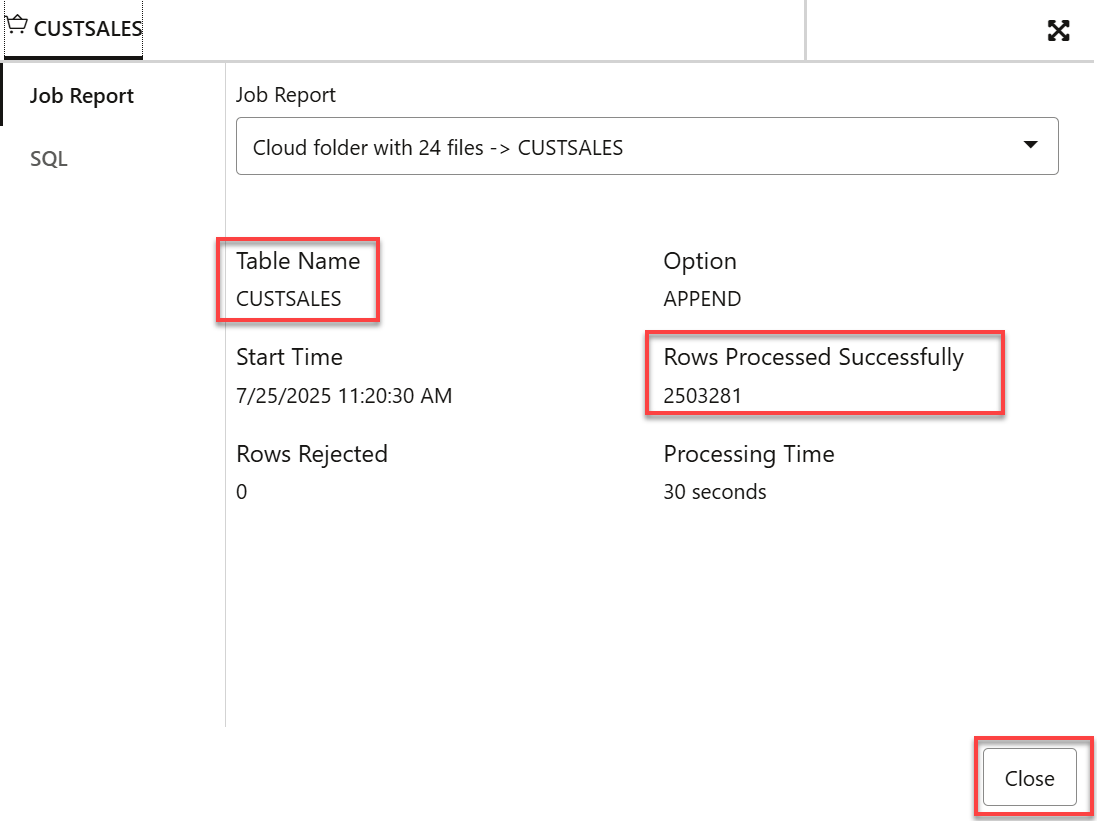 CUSTSALES
Job Report
SQL
Job Report
Cloud folder with 24 files -> CUSTSALES
Table Name
CUSTSALES
Option
APPEND
Start Time
7/25/2025 11:20:30 AM
Rows Processed Successfully
2503281
Rows Rejected
0
Processing Time
30 seconds
Close